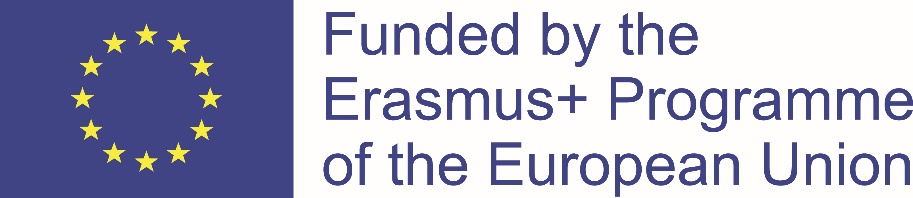 Funded by the
Erasmus+ Programme
of the European Union